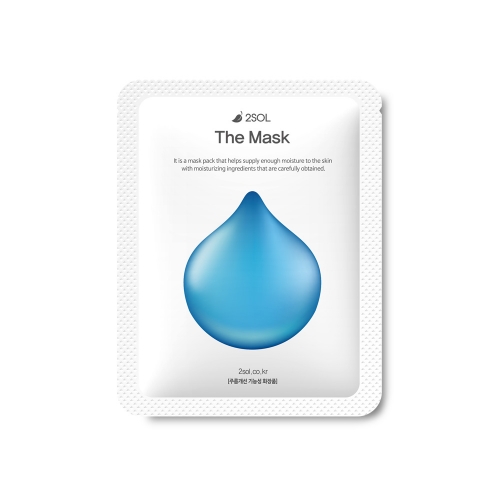 2SOL
The Mask
It is a mask pack that helps supply enough moisture to the skin
with moisturizing ingredients that are carefully obtained.
2sol.co.kr
[주름개선 기능성 화장품]